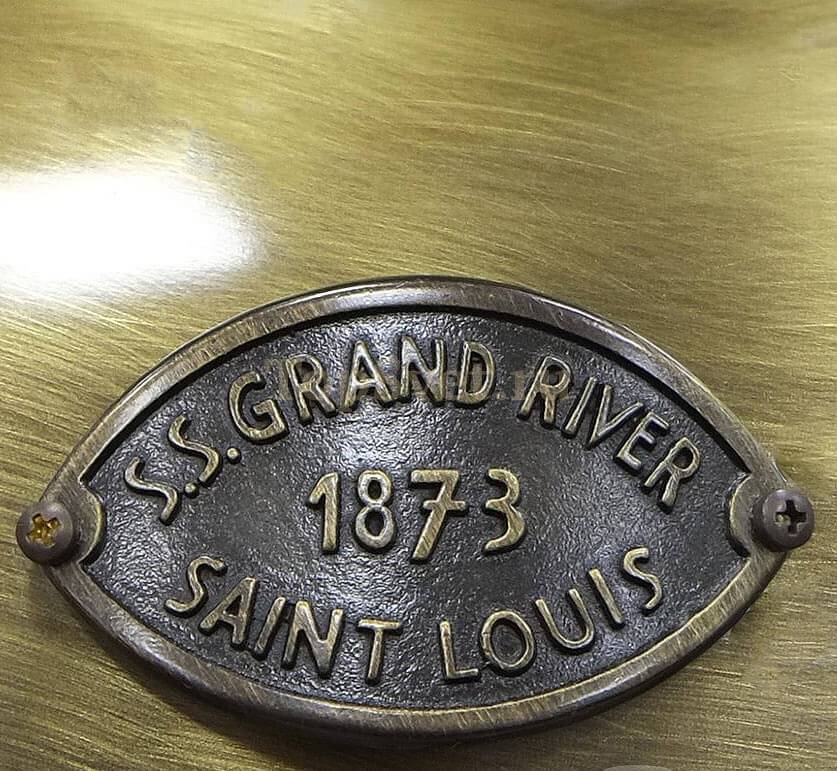 S.S. GRAND RIVER
1873
SAINT LOUIS